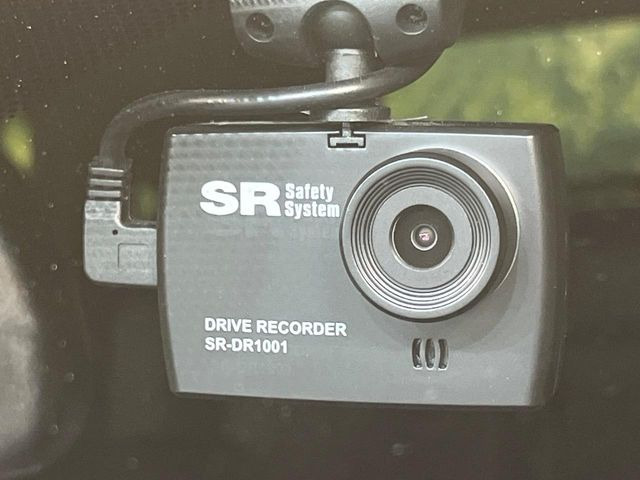 SR Safety System
DRIVE RECORDER
SR-DR1001